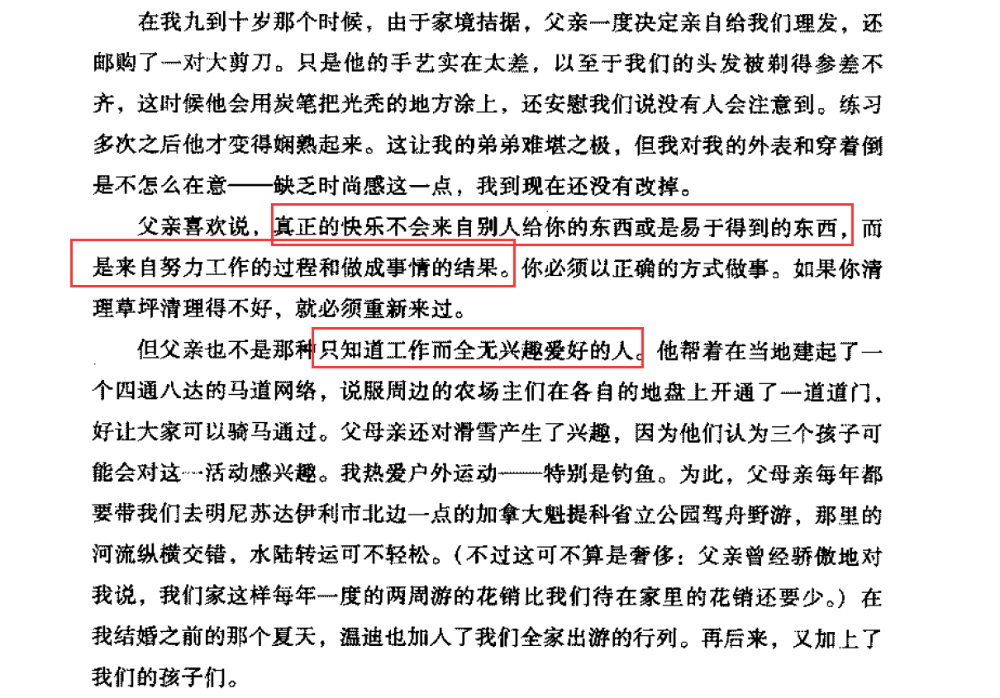 在我九到十岁那个时候，由于家境拮据，父亲一度决定亲自给我们理发，还
邮购了一对大剪刀。只是他的手艺实在太差，以至于我们的头发被剃得参差不
齐，这时候他会用炭笔把光秃的地方涂上，还安慰我们说没有人会注意到。练习
多次之后他才变得娴熟起来。这让我的弟弟难堪之极，但我对我的外表和穿着倒
是不怎么在意——缺乏时尚感这一点，我到现在还没有改掉。
父亲喜欢说，真正的快乐不会来自别人给你的东西或是易于得到的东西，而
是来自努力工作的过程和做成事情的结果。你必须以正确的方式做事。如果你清
理草坪清理得不好，就必须重新来过。
但父亲也不是那种只知道工作而全无兴趣爱好的人。他帮着在当地建起了一
个四通八达的马道网络，说服周边的农场主们在各自的地盘上开通了一道道门，
好让大家可以骑马通过。父母亲还对滑雪产生了兴趣，因为他们认为三个孩子可
能会对这一活动感兴趣。我热爱户外运动——特别是钓鱼。为此，父母亲每年都
要带我们去明尼苏达伊利市北边一点的加拿大魁提科省立公园驾舟野游，那里的
河流纵横交错，水陆转运可不轻松。（不过这可不算是奢侈：父亲曾经骄傲地对
我说，我们家这样每年一度的两周游的花销比我们待在家里的花销还要少。）在
我结婚之前的那个夏天，温迪也加入了我们全家出游的行列。再后来，又加上了
我们的孩子们。